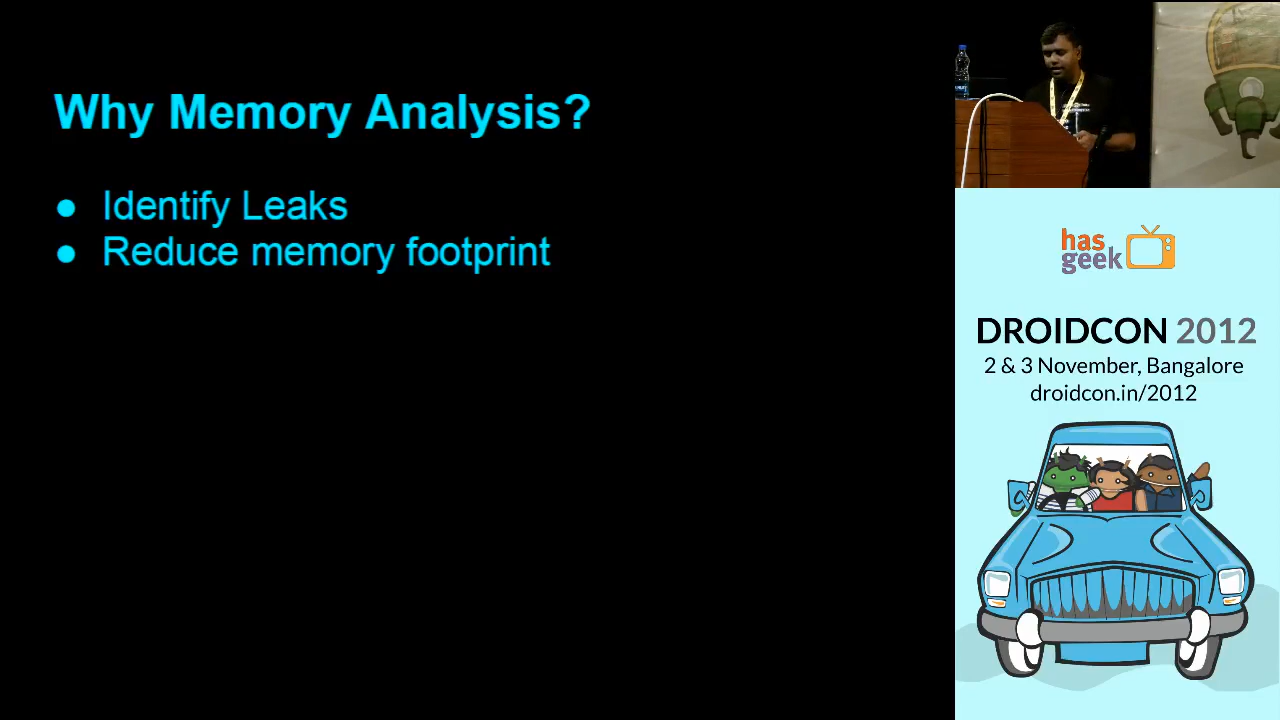 Why Memory Analysis?
● Identify Leaks
● Reduce memory footprint
has
geek
DROIDCON 2012
2 & 3 November, Bangalore
droidcon.in/2012